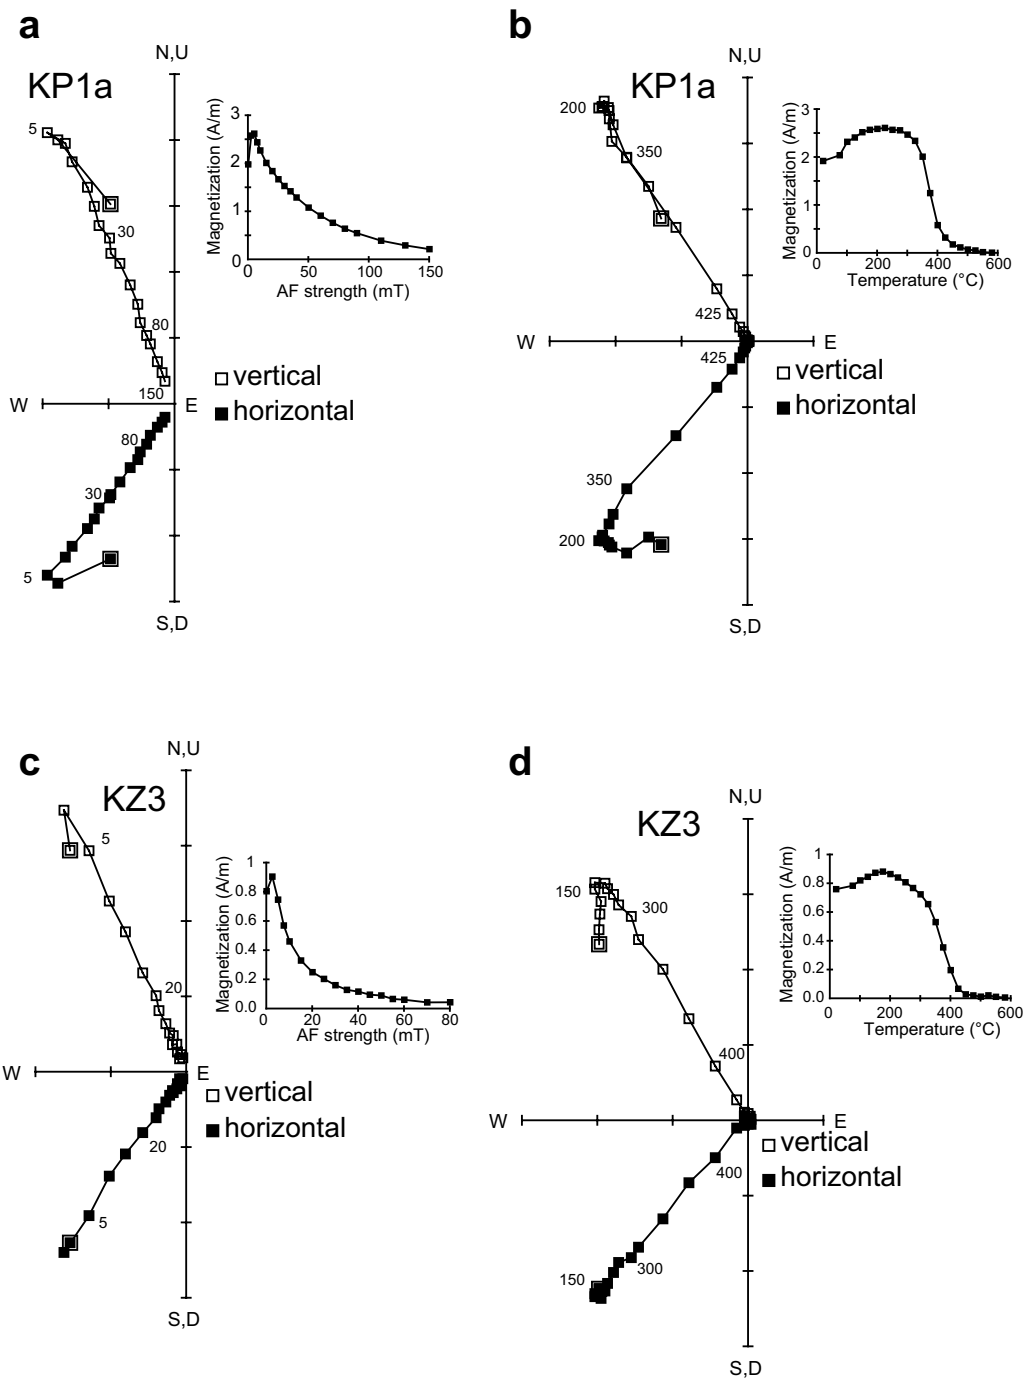 a
N,U
KP1a
5
30
80
150
W
E
80
30
5
S,D
3
2
1
0
Magnetization (A/m)
0
50
100
150
AF strength (mT)
vertical
horizontal
b
N,U
KP1a
200
350
425
W
E
425
350
200
S,D
3
2
1
0
Magnetization (A/m)
0
200
400
600
Temperature (°C)
vertical
horizontal
c
N,U
KZ3
5
20
W
E
20
5
S,D
1
0.8
0.6
0.4
0.2
0.0
Magnetization (A/m)
0
20
40
60
80
AF strength (mT)
vertical
horizontal
d
N,U
KZ3
150
300
400
W
E
400
300
150
S,D
1
0.8
0.6
0.4
0.2
0.0
Magnetization (A/m)
0
200
400
600
Temperature (°C)
vertical
horizontal